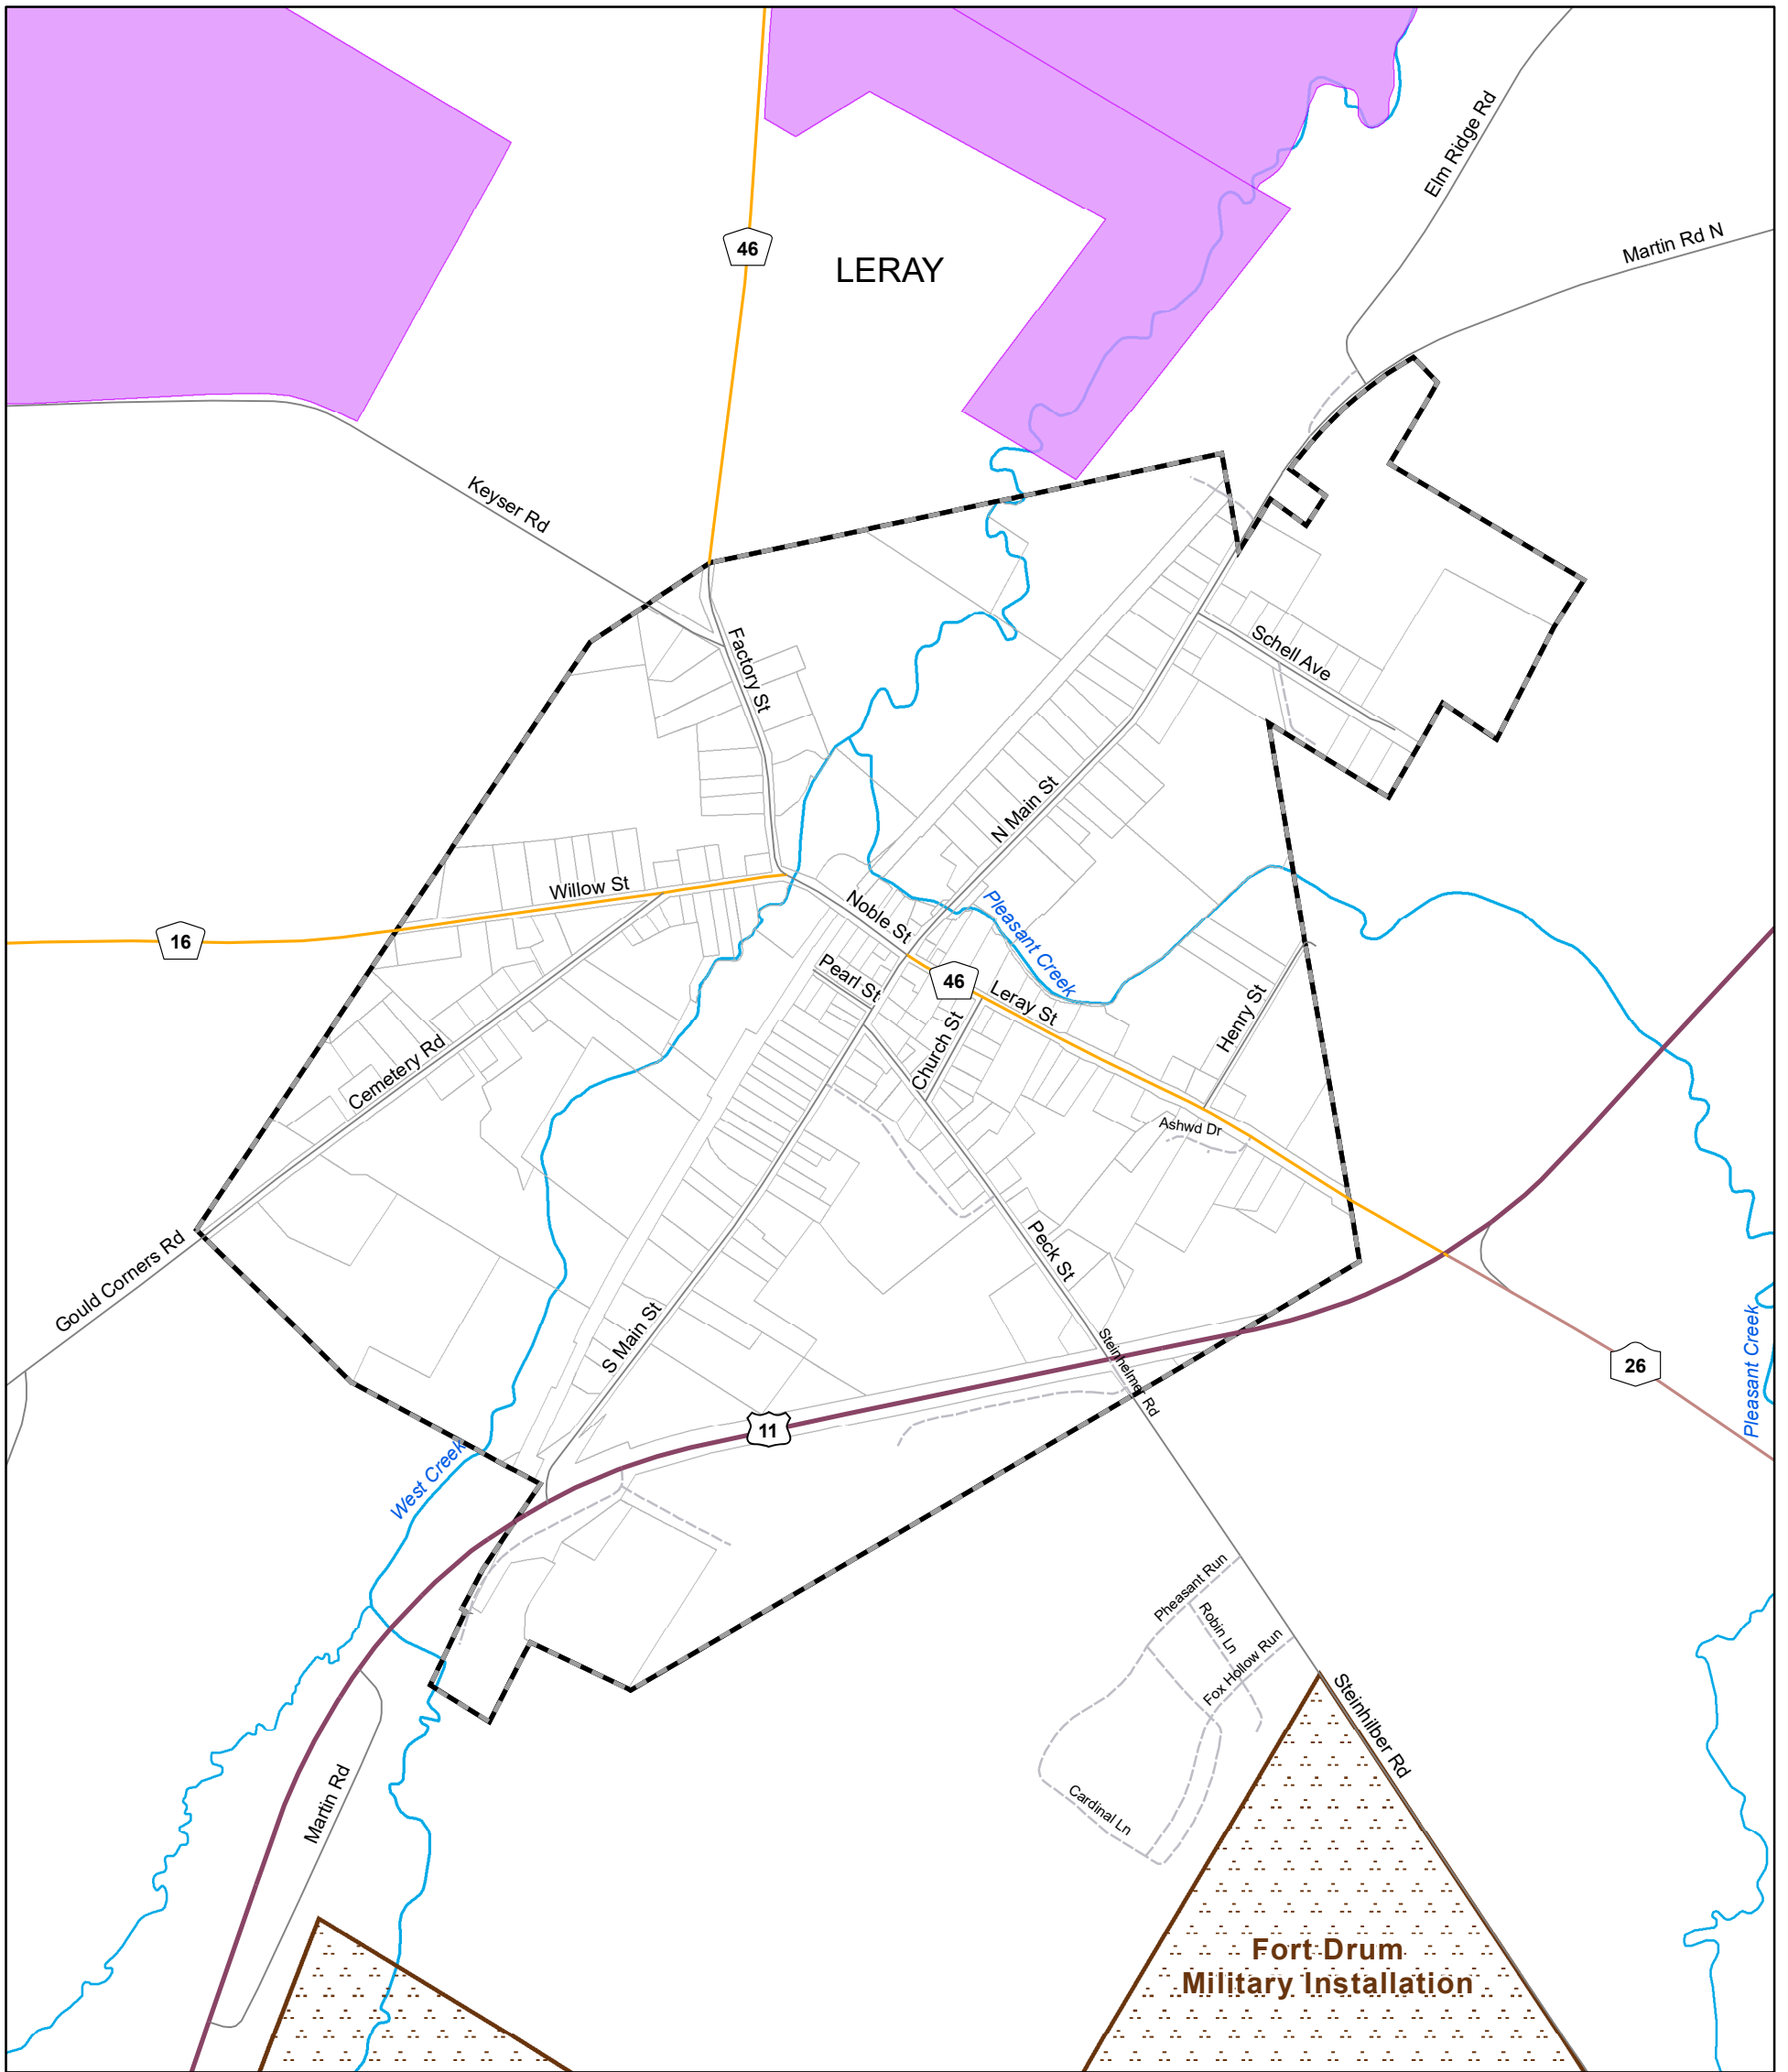 Elm Ridge Rd
Martin Rd N
46
LERAY
Keyser Rd
Factory St
Schell Ave
N Main St
Willow St
Noble St
Pleasant Creek
16
Pearl St
46
Leray St
Henry St
Church St
Cemetery Rd
Ashwd Dr
Gould Corners Rd
Peck St
S Main St
Steinhelmer Rd
Pleasant Creek
26
11
West Creek
Pheasant Run
Robin Ln
Fox Hollow Run
Steinhilber Rd
Martin Rd
Cardinal Ln
Fort Drum
Military Installation